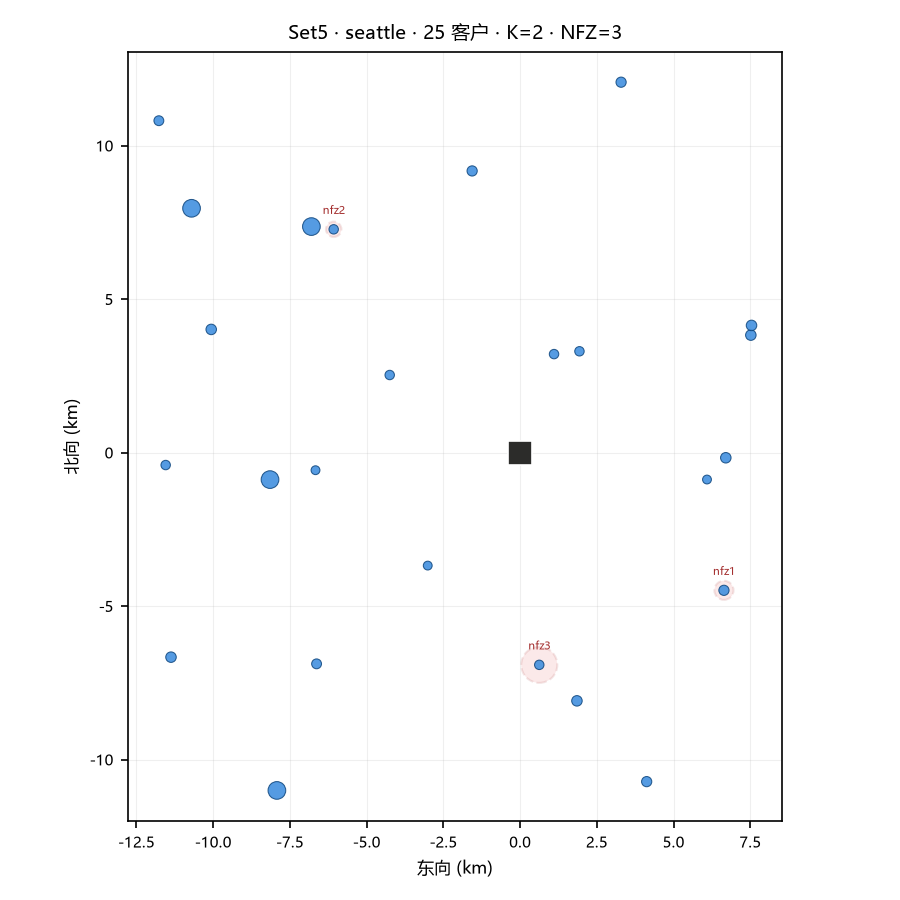 Set5 · seattle · 25 客户 · K=2 · NFZ=3
nfz2
nfz1
nfz3
10
5
0
-5
-10
北向 (km)
-12.5 -10.0 -7.5 -5.0 -2.5 0.0 2.5 5.0 7.5
东向 (km)